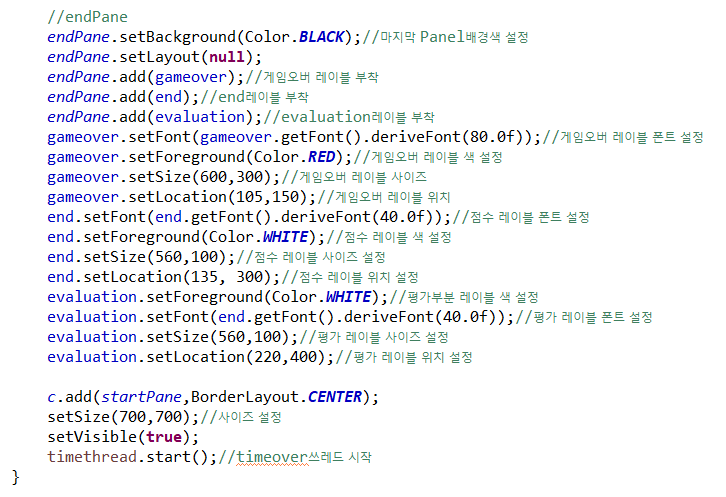 //endPane
endPane.setBackground(Color.BLACK);//마지막 Panel배경색 설정
endPane.setLayout(null);
endPane.add(gameover);//게임오버 레이블 부착
endPane.add(end);//end레이블 부착
endPane.add(evaluation);//evaluation레이블 부착
gameover.setFont(gameover.getFont().deriveFont(80.0f));//게임오버 레이블 폰트 설정
gameover.setForeground(Color.RED);//게임오버 레이블 색 설정
gameover.setSize(600,300);//게임오버 레이블 사이즈
gameover.setLocation(105,150);//게임오버 레이블 위치
end.setFont(end.getFont().deriveFont(40.0f));//점수 레이블 폰트 설정
end.setForeground(Color.WHITE);//점수 레이블 색 설정
end.setSize(560,100);//점수 레이블 사이즈 설정
end.setLocation(135, 300);//점수 레이블 위치 설정
evaluation.setForeground(Color.WHITE);//평가부분 레이블 색 설정
evaluation.setFont(end.getFont().deriveFont(40.0f));//평가 레이블 폰트 설정
evaluation.setSize(560,100);//평가 레이블 사이즈 설정
evaluation.setLocation(220,400);//평가 레이블 위치 설정
c.add(startPane,BorderLayout.CENTER);
setSize(700,700);//사이즈 설정
setVisible(true);
timethread.start();//timeover쓰레드 시작
}